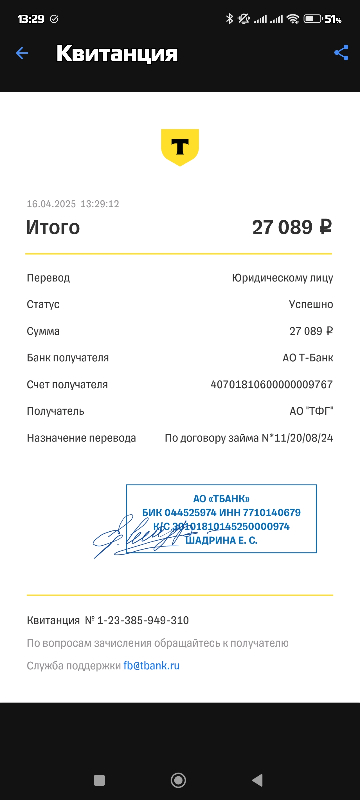 13:29 51%
Квитанция
Т
16.04.2025 13:29:12
Итого 27 089 ₽
Перевод Юридическому лицу
Статус Успешно
Сумма 27 089 ₽
Банк получателя АО Т-Банк
Счет получателя 40701810600000009767
Получатель АО "ТФГ"
Назначение перевода По договору займа N*11/20/08/24
АО «ТБАНК»
БИК 044525974 ИНН 7710140679
К/С 30101810145250000974
ШАДРИНА Е. С.
Квитанция № 1-23-385-949-310
По вопросам зачисления обращайтесь к получателю
Служба поддержки fb@tbank.ru